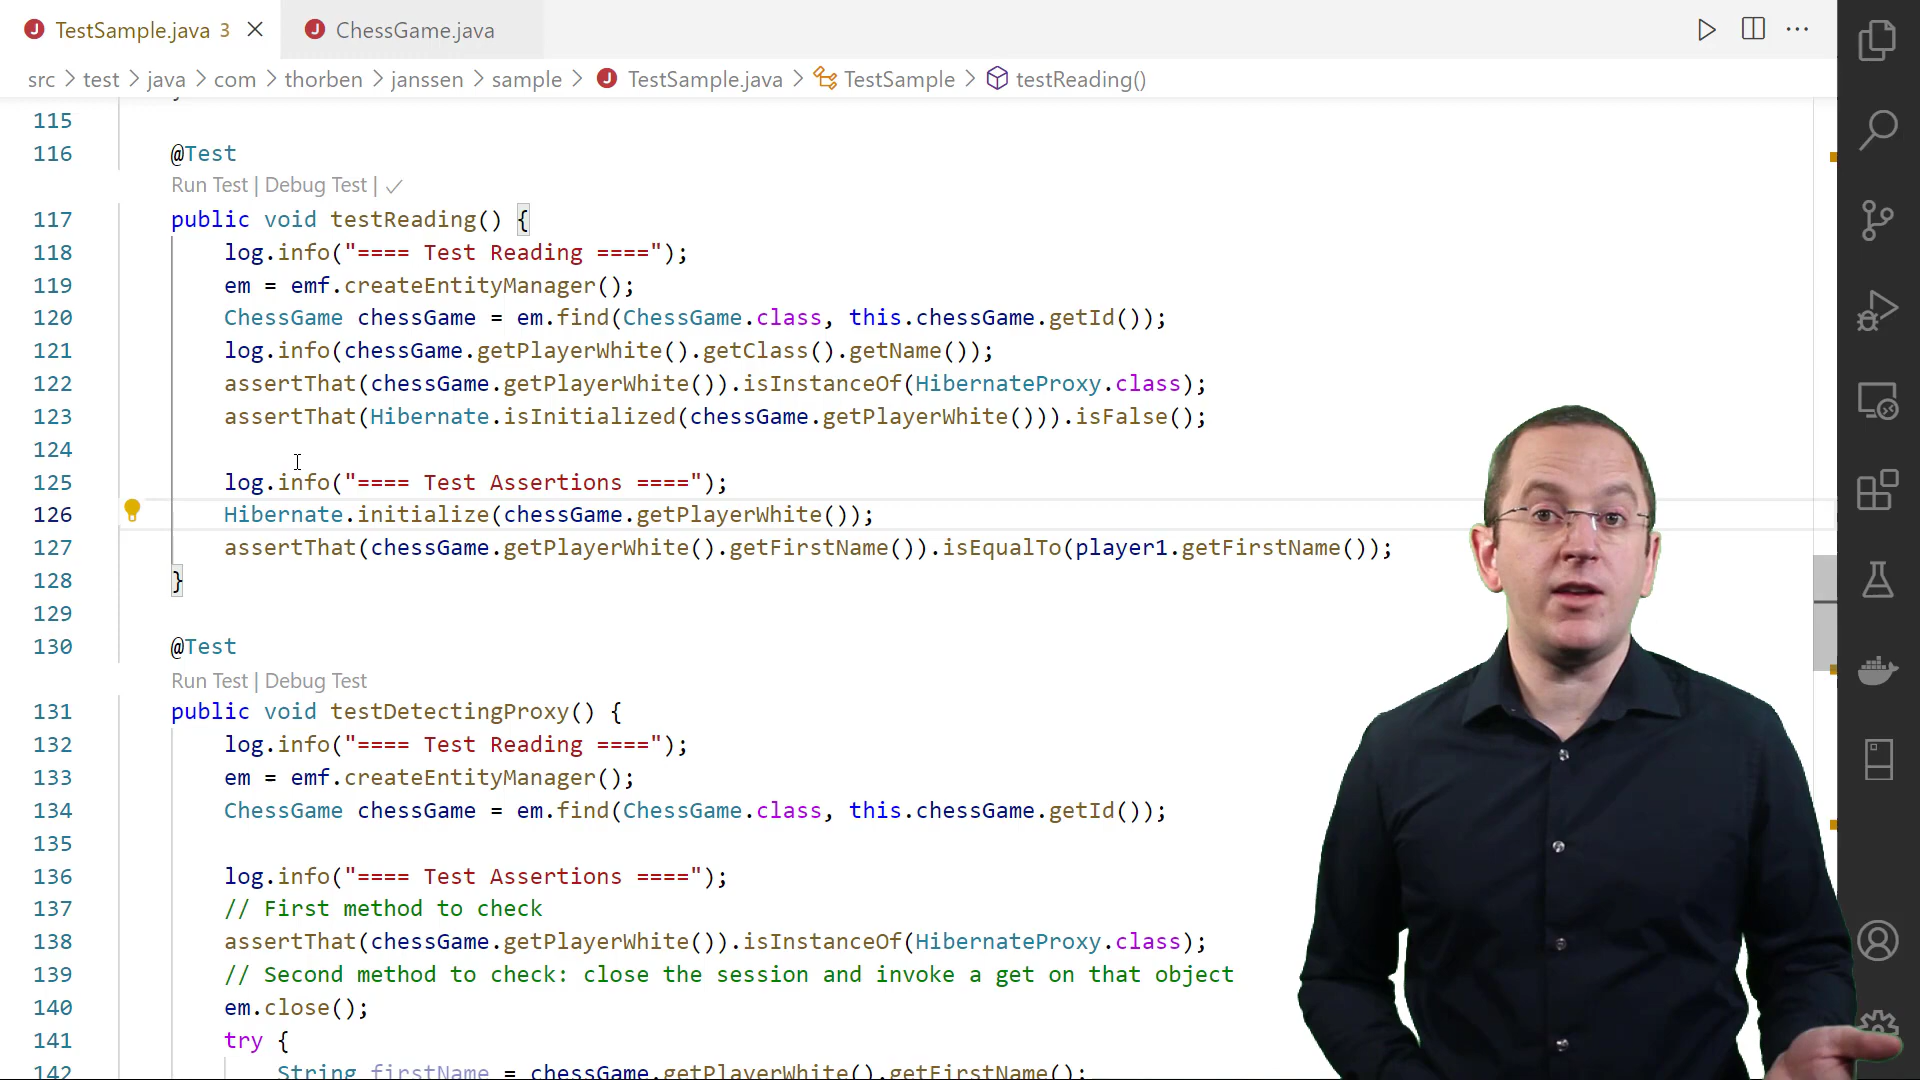 TestSample.java 3
ChessGame.java
src > test > java > com > thorben > janssen > sample > TestSample.java > TestSample > testReading()
115
116 @Test
Run Test | Debug Test | ✓
117 public void testReading() {
118 log.info("==== Test Reading ====");
119 em = emf.createEntityManager();
120 ChessGame chessGame = em.find(ChessGame.class, this.chessGame.getId());
121 log.info(chessGame.getPlayerWhite().getClass().getName());
122 assertThat(chessGame.getPlayerWhite()).isInstanceOf(HibernateProxy.class);
123 assertThat(Hibernate.isInitialized(chessGame.getPlayerWhite())).isFalse();
124
125 log.info("==== Test Assertions ====");
126 Hibernate.initialize(chessGame.getPlayerWhite());
127 assertThat(chessGame.getPlayerWhite().getFirstName()).isEqualTo(player1.getFirstName());
128 }
129
130 @Test
Run Test | Debug Test
131 public void testDetectingProxy() {
132 log.info("==== Test Reading ====");
133 em = emf.createEntityManager();
134 ChessGame chessGame = em.find(ChessGame.class, this.chessGame.getId());
135
136 log.info("==== Test Assertions ====");
137 // First method to check
138 assertThat(chessGame.getPlayerWhite()).isInstanceOf(HibernateProxy.class);
139 // Second method to check: close the session and invoke a get on that object
140 em.close();
141 try {
142 String firstName = chessGame.getPlayerWhite().getFirstName();